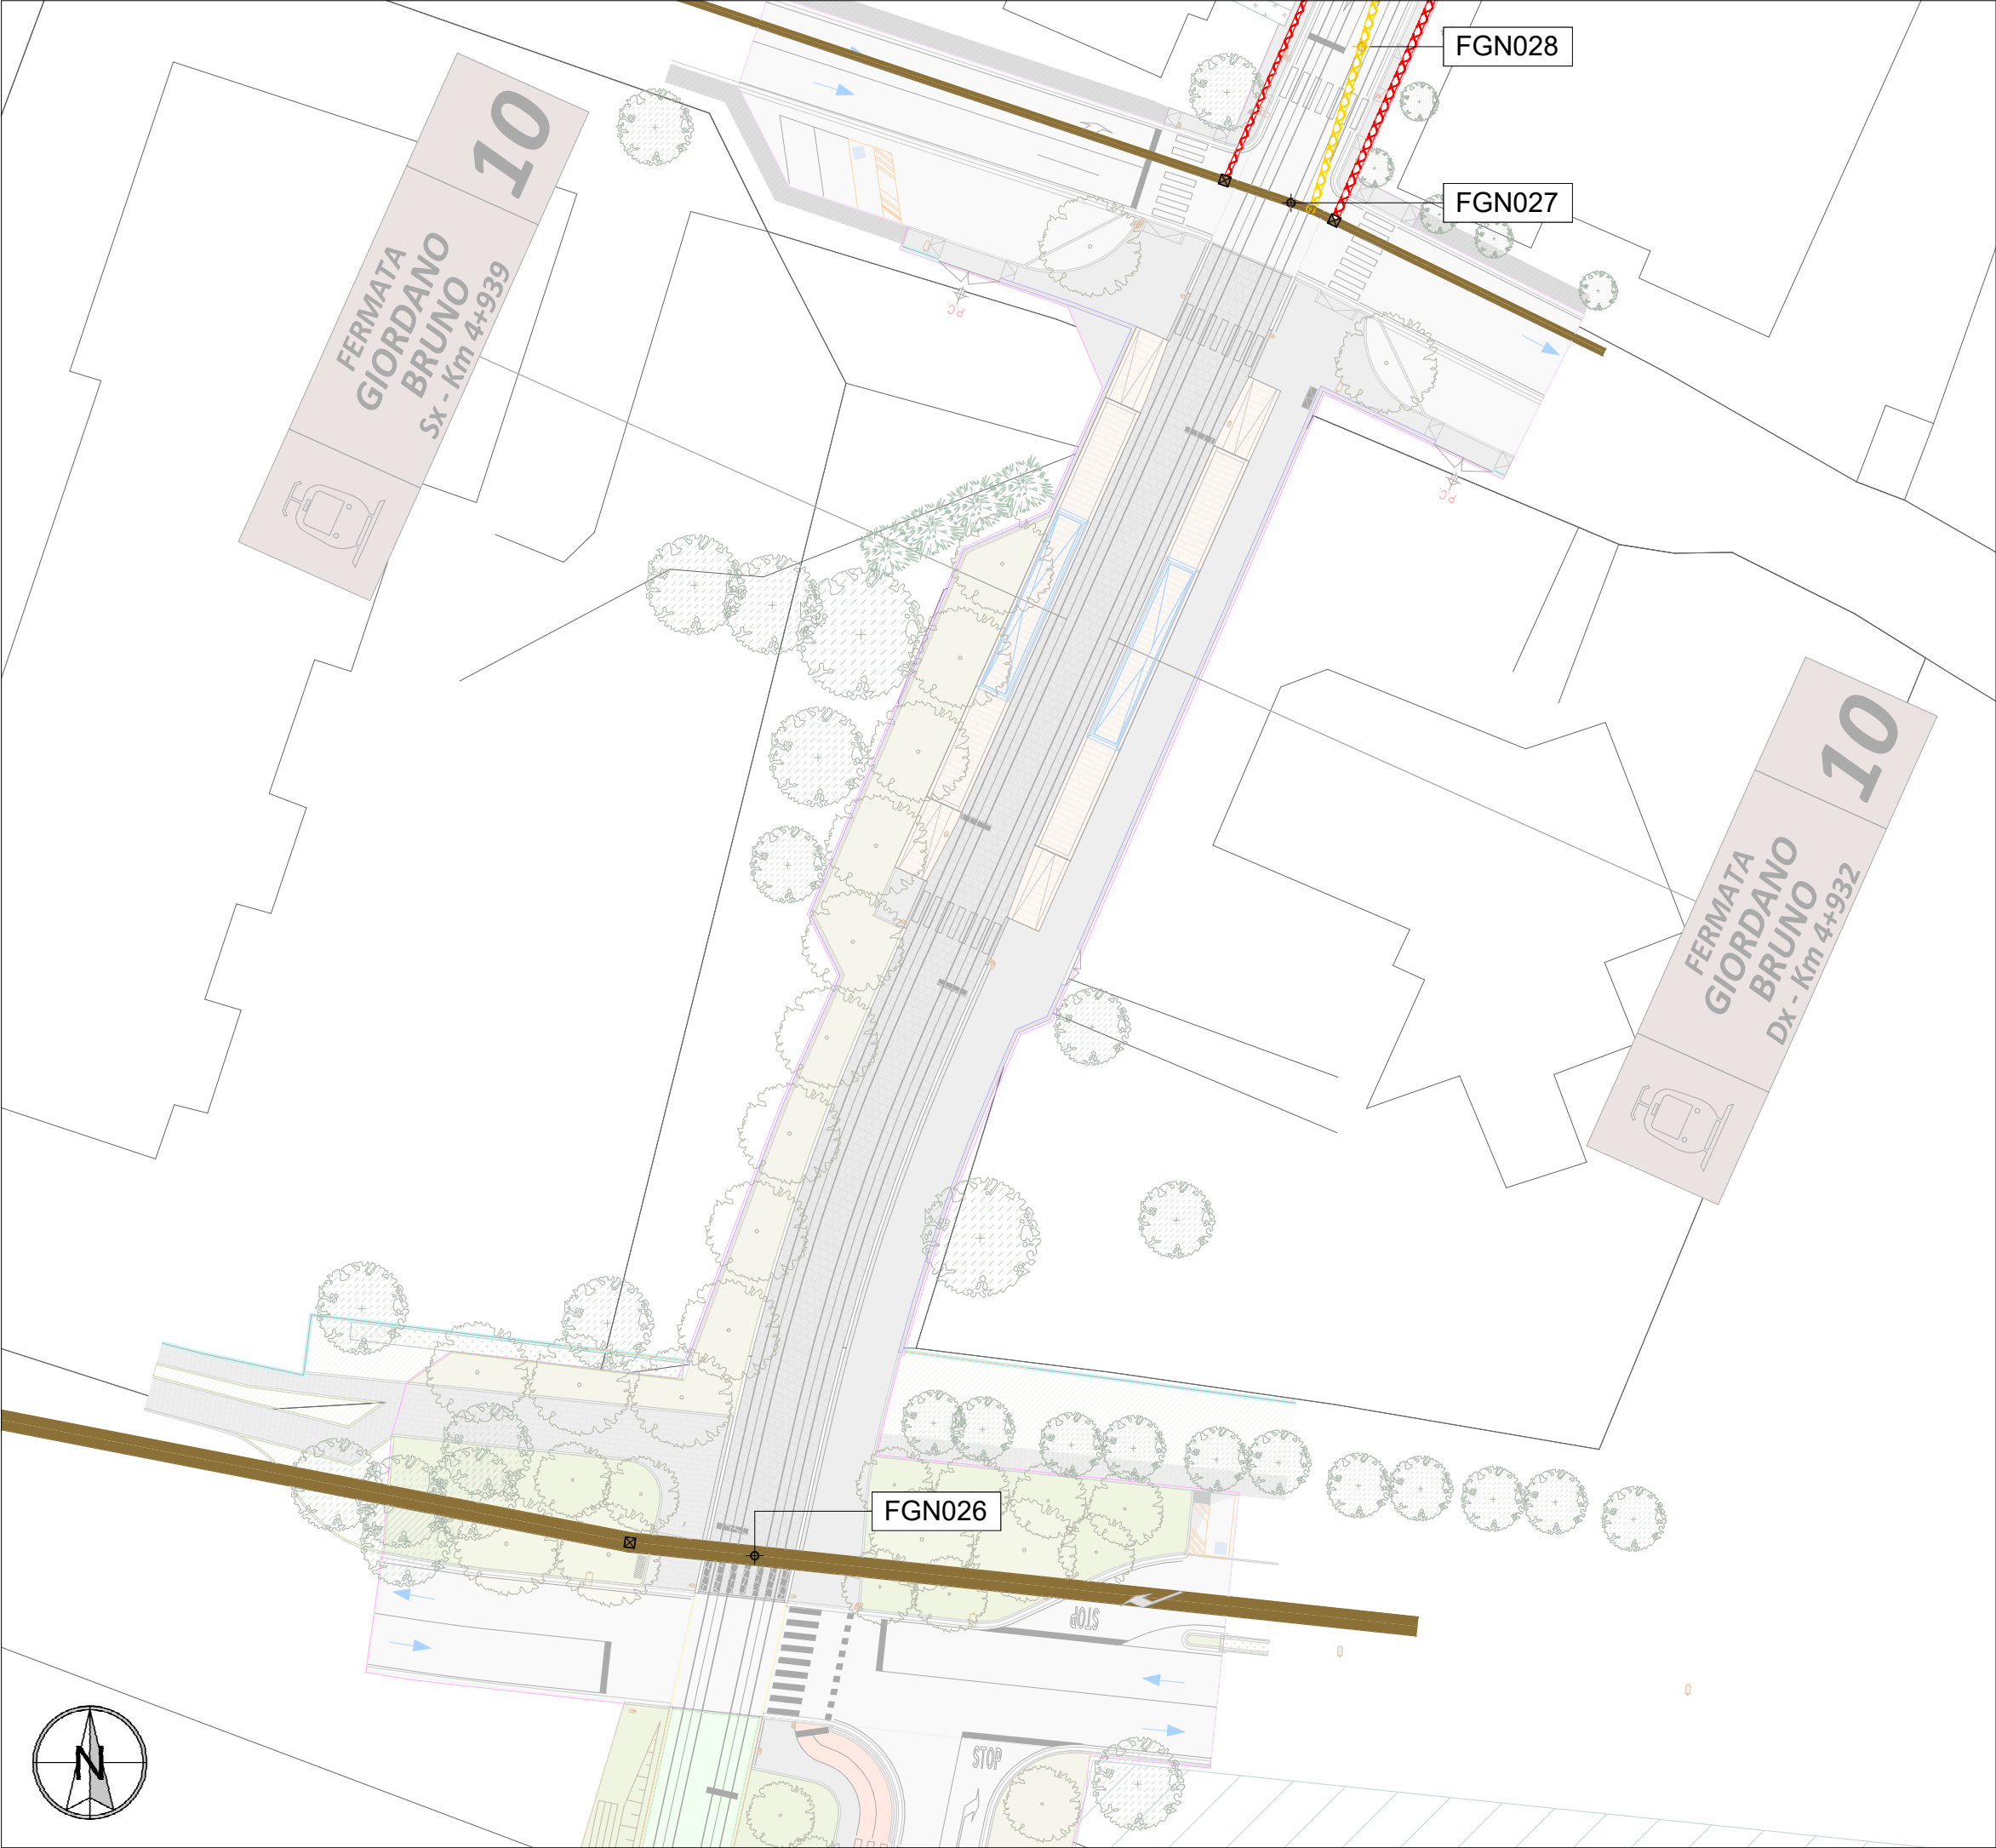 FGN028
10
FGN027
FERMATA
GIORDANO
BRUNO
Sx - Km 4+939
P.C.
P.C.
10
FERMATA
GIORDANO
BRUNO
Dx - Km 4+932
FGN026
STOP
STOP
N